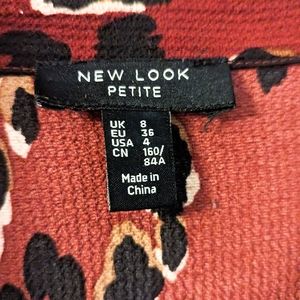 NEW LOOK
PETITE
UK 8
EU 36
USA 4
CN 160/
84A
Made in
China